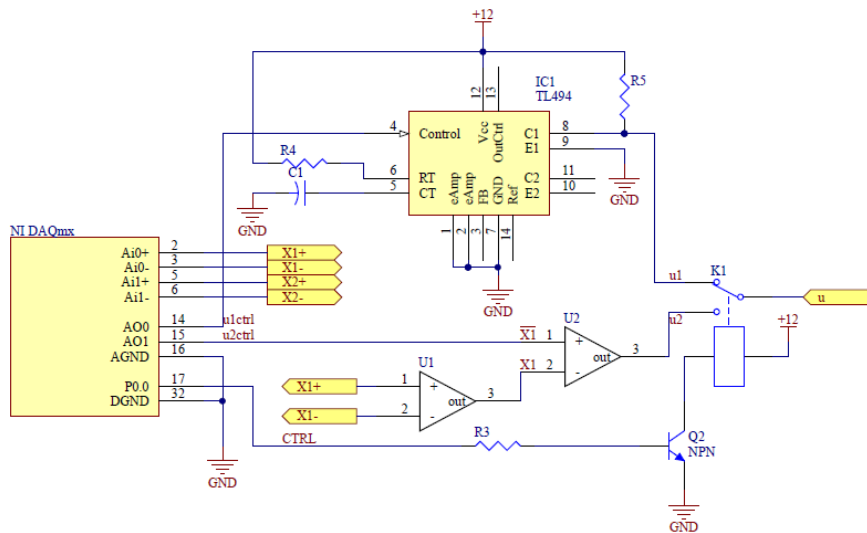 +12
IC1
TL494
R5
12
13
4
Control
Vcc
OutCtrl
C1
8
E1
9
R4
6
RT
C1
5
CT
C2
11
E2
10
eAmp
eAmp
FB
GND
Ref
GND
GND
1
2
3
7
14
GND
NI DAQmx
Ai0+
2
X1+
Ai0-
3
X1-
Ai1+
5
X2+
Ai1-
6
X2-
u1
K1
u
AO0
14
u1ctrl
u2
+12
AO1
15
u2ctrl
X1
1
U2
+
-
out
3
AGND
16
X1
2
P0.0
17
X1+
1
U1
+
-
out
3
DGND
32
X1-
2
CTRL
R3
Q2
NPN
GND
GND